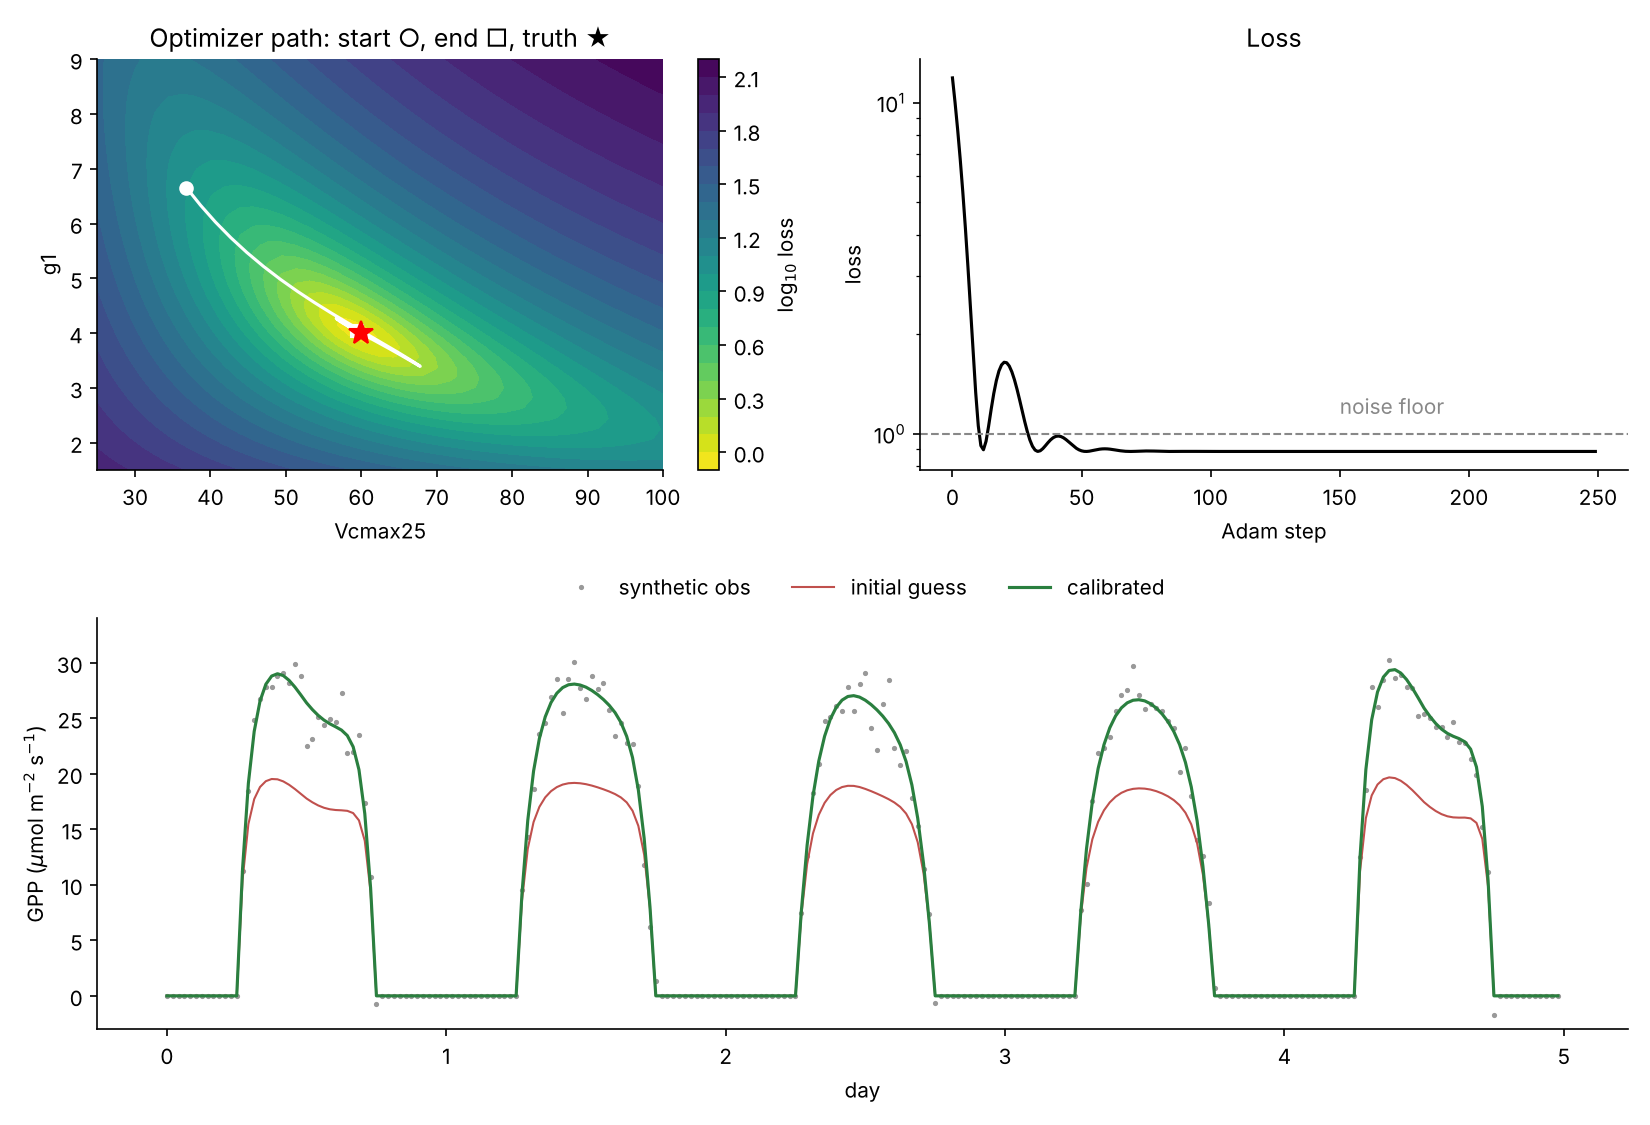 Optimizer path: start ○, end □, truth ★
9
8
7
6
5
4
3
2
g1
30 40 50 60 70 80 90 100
Vcmax25
2.1
1.8
1.5
1.2
0.9
0.6
0.3
0.0
log₁₀ loss
Loss
10¹
10⁰
loss
noise floor
0 50 100 150 200 250
Adam step
synthetic obs initial guess calibrated
30
25
20
15
10
5
0
GPP (μmol m⁻² s⁻¹)
0 1 2 3 4 5
day